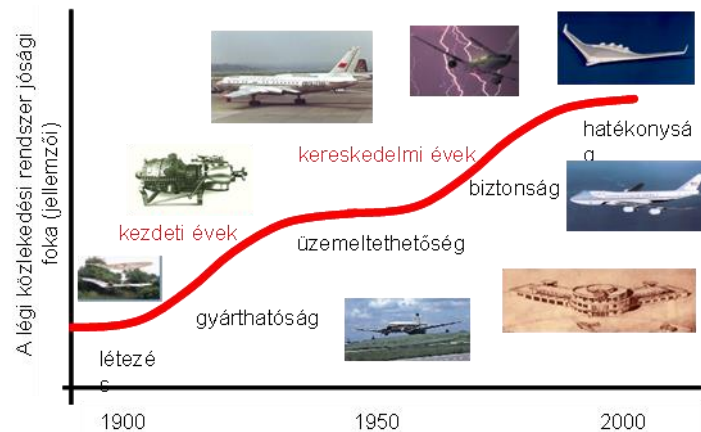 A légi közlekedési rendszer jósági
foka (jellemzői)
hatékonysá
g
kereskedelmi évek
biztonság
kezdeti évek
üzemeltethetőség
gyárthatóság
létezé
s
1900
1950
2000